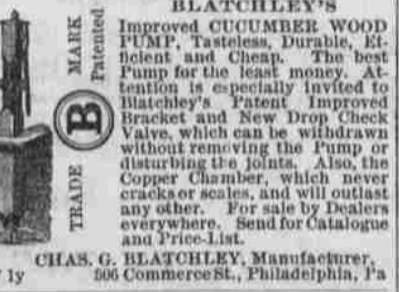 BLATCHLEY'S
Improved CUCUMBER WOOD
PUMP, Tasteless, Durable, Ef-
ficient and Cheap. The best
Pump for the least money. At-
tention is especially invited to
Blatchley's Patent Improved
Bracket and New Drop Check
Valve, which can be withdrawn
without removing the Pump or
disturbing the joints. Also, the
Copper Chamber, which never
cracks or scales, and will outlast
any other. For sale by Dealers
everywhere. Send for Catalogue
and Price-List.
CHAS. G. BLATCHLEY, Manufacturer,
506 Commerce St., Philadelphia, Pa
ly
TRADE MARK
Patented
B